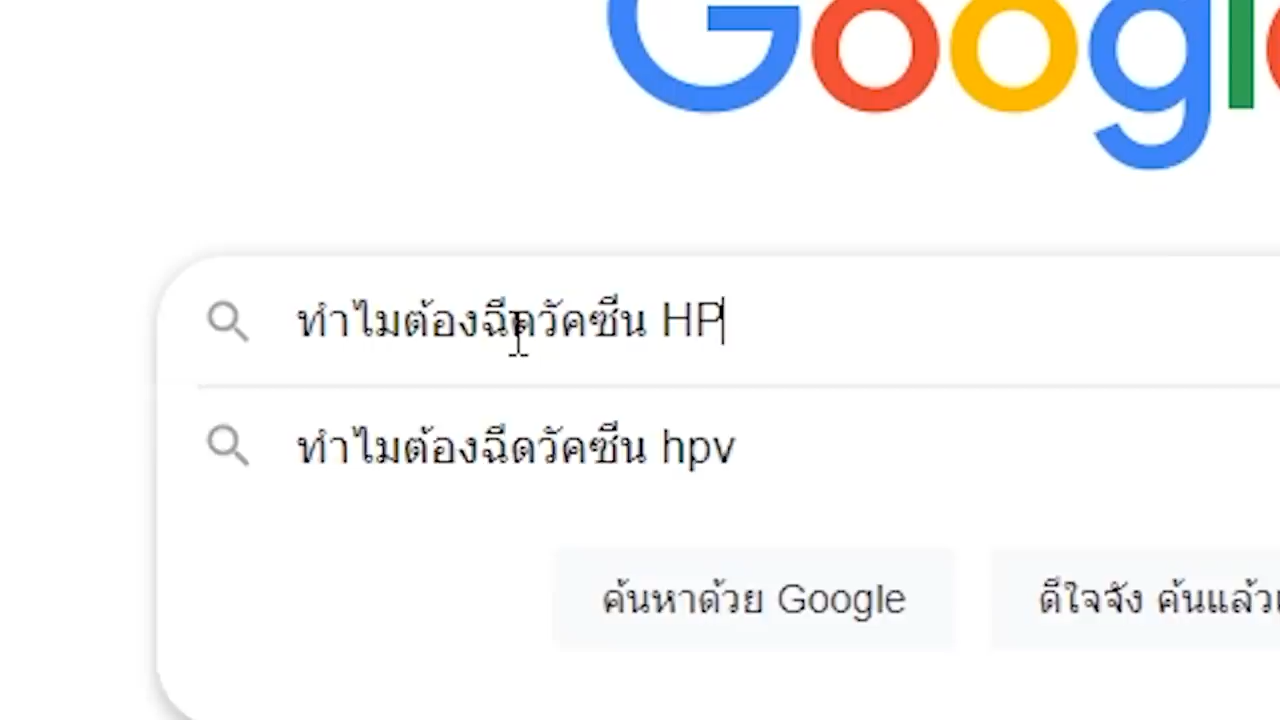 Google
ทำไมต้องฉีดวัคซีน HP
ทำไมต้องฉีดวัคซีน hpv
ค้นหาด้วย Google
ดีใจจัง ค้นแล้ว